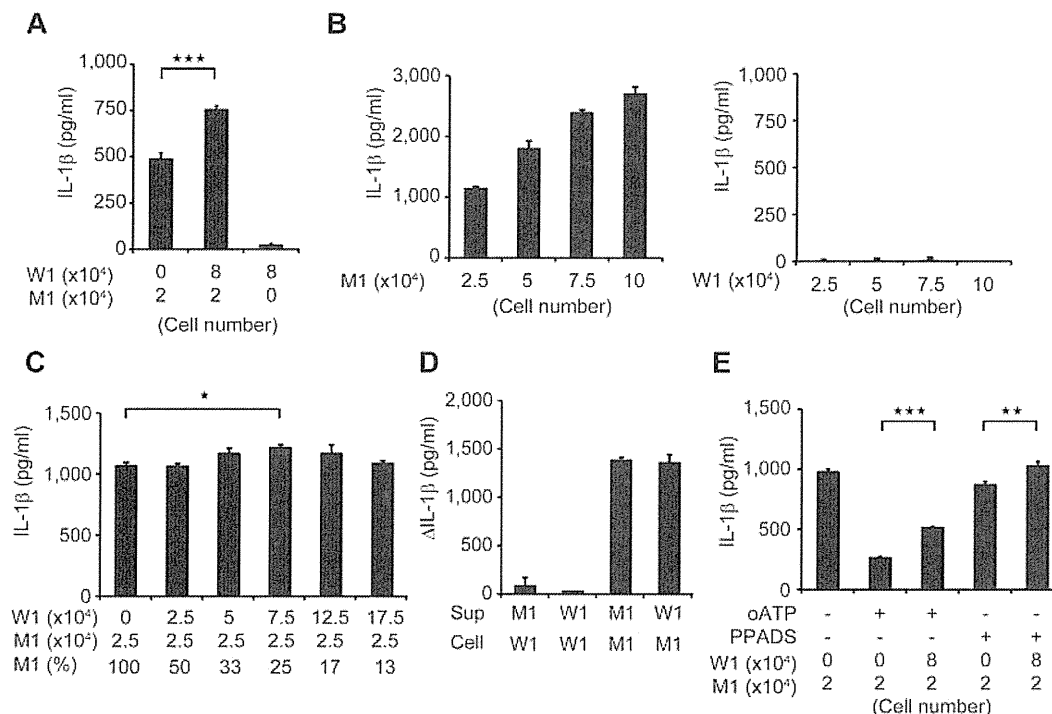 A
IL-1β (pg/ml)
1,000
750
500
250
0
★★★
W1 (x10⁴) 0 8 8
M1 (x10⁴) 2 2 0
(Cell number)
B
IL-1β (pg/ml)
3,000
2,000
1,000
0
M1 (x10⁴) 2.5 5 7.5 10
(Cell number)
IL-1β (pg/ml)
1,000
750
500
250
0
W1 (x10⁴) 2.5 5 7.5 10
(Cell number)
C
IL-1β (pg/ml)
1,500
1,000
500
0
★
W1 (x10⁴) 0 2.5 5 7.5 12.5 17.5
M1 (x10⁴) 2.5 2.5 2.5 2.5 2.5 2.5
M1 (%) 100 50 33 25 17 13
D
ΔIL-1β (pg/ml)
2,000
1,500
1,000
500
0
Sup M1 W1 M1 W1
Cell W1 W1 M1 M1
E
IL-1β (pg/ml)
1,500
1,000
500
0
★★★ ★★
oATP - + + - -
PPADS - - - + +
W1 (x10⁴) 0 0 8 0 8
M1 (x10⁴) 2 2 2 2 2
(Cell number)